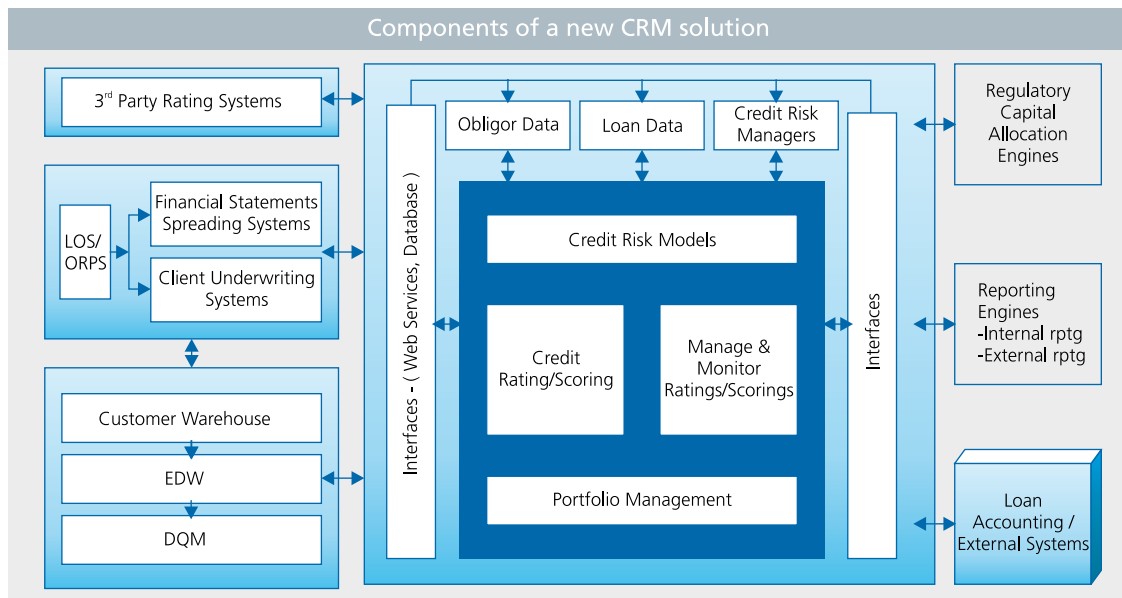 Components of a new CRM solution
3rd Party Rating Systems
LOS/
ORPS
Financial Statements
Spreading Systems
Client Underwriting
Systems
Customer Warehouse
EDW
DQM
Interfaces - ( Web Services, Database )
Obligor Data
Loan Data
Credit Risk
Managers
Credit Risk Models
Credit
Rating/Scoring
Manage &
Monitor
Ratings/Scorings
Portfolio Management
Interfaces
Regulatory
Capital
Allocation
Engines
Reporting
Engines
-Internal rptg
-External rptg
Loan
Accounting /
External Systems